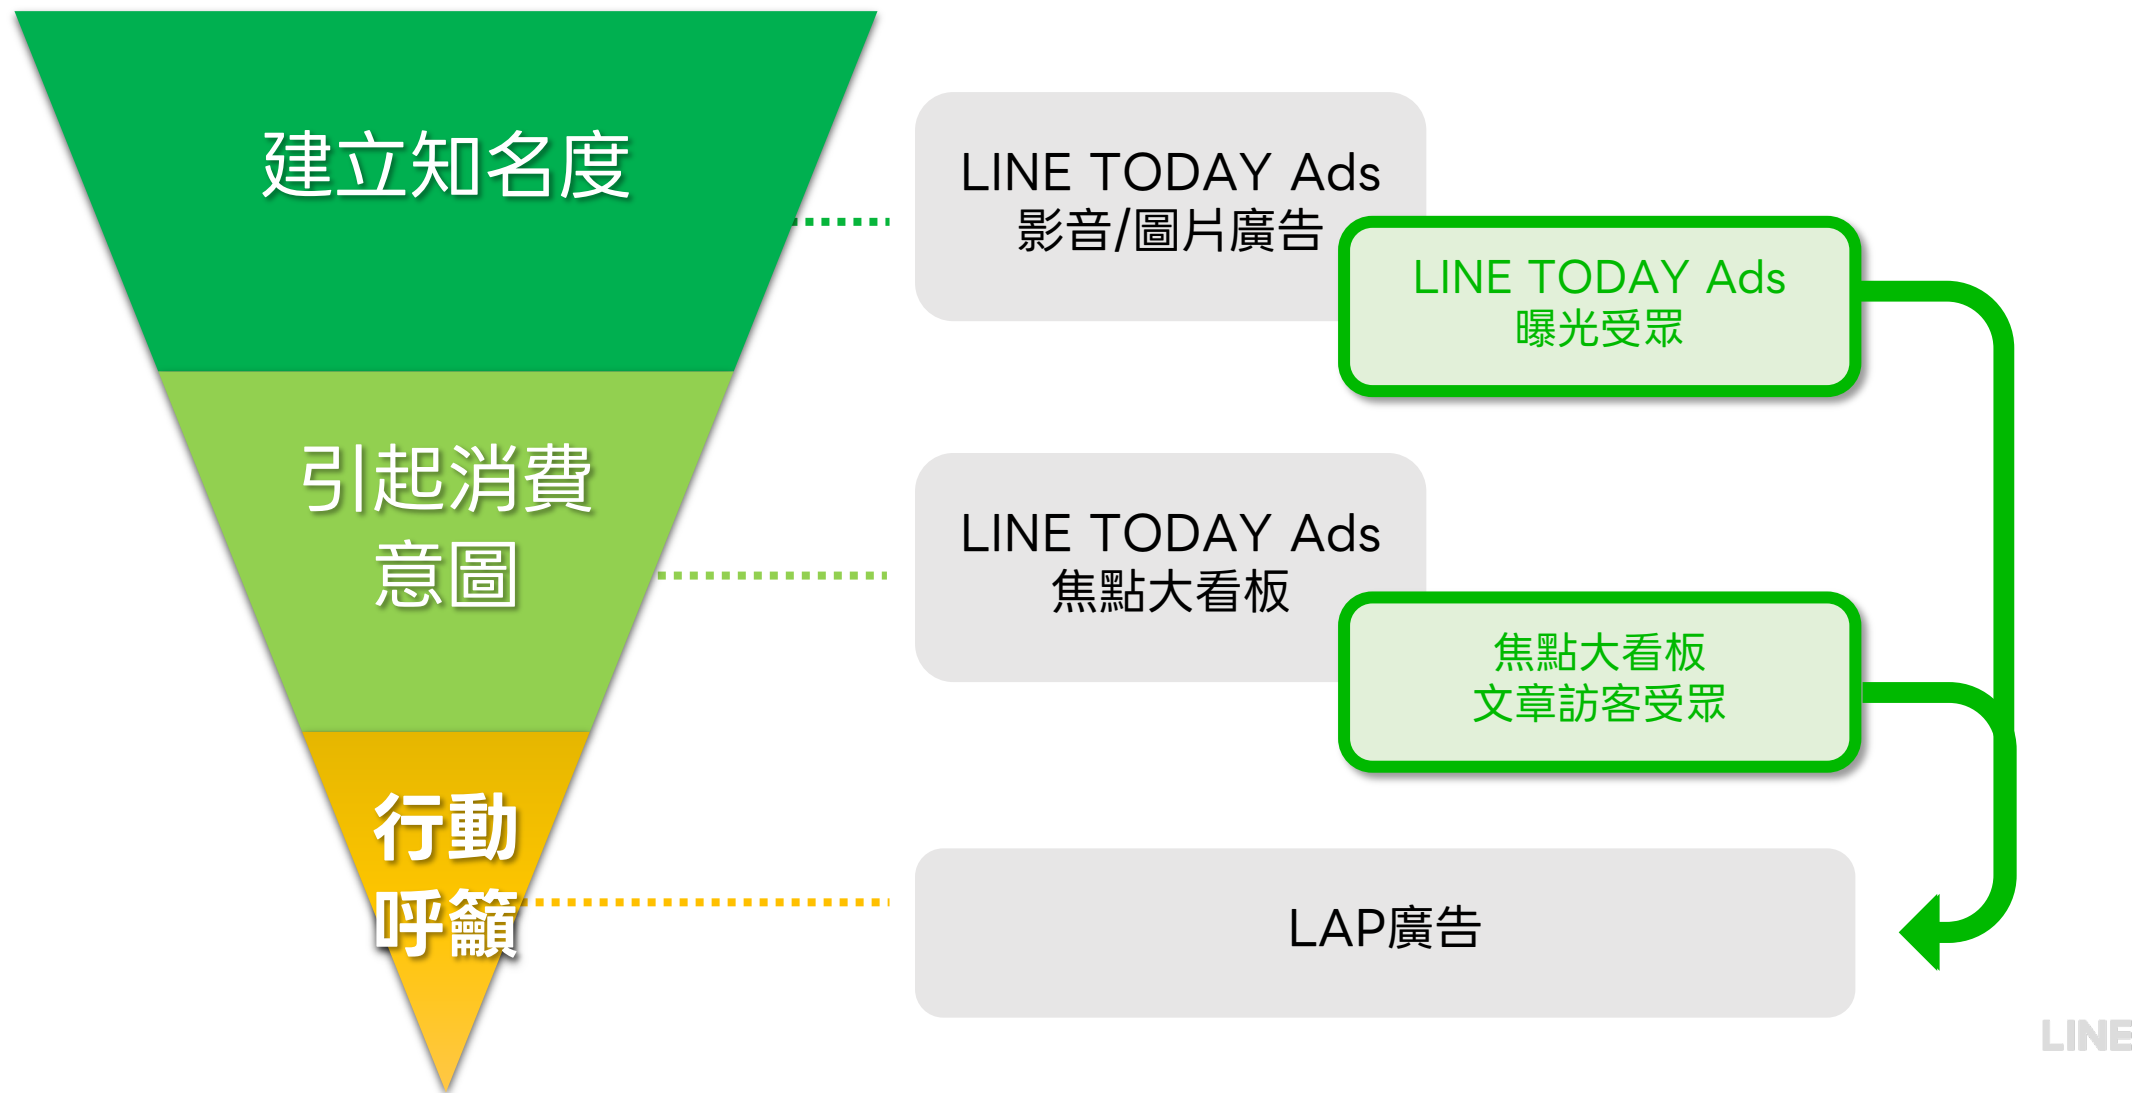 建立知名度
LINE TODAY Ads
影音/圖片廣告
LINE TODAY Ads
曝光受眾
引起消費
意圖
LINE TODAY Ads
焦點大看板
焦點大看板
文章訪客受眾
行動
呼籲
LAP廣告
LINE